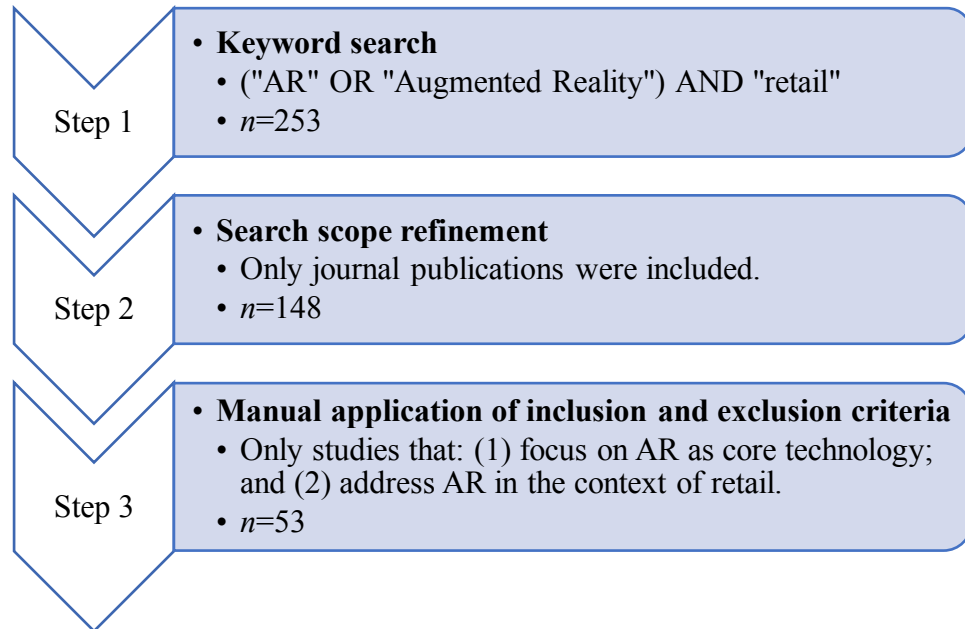 Step 1
• Keyword search
• ("AR" OR "Augmented Reality") AND "retail"
• n=253
Step 2
• Search scope refinement
• Only journal publications were included.
• n=148
Step 3
• Manual application of inclusion and exclusion criteria
• Only studies that: (1) focus on AR as core technology;
and (2) address AR in the context of retail.
• n=53